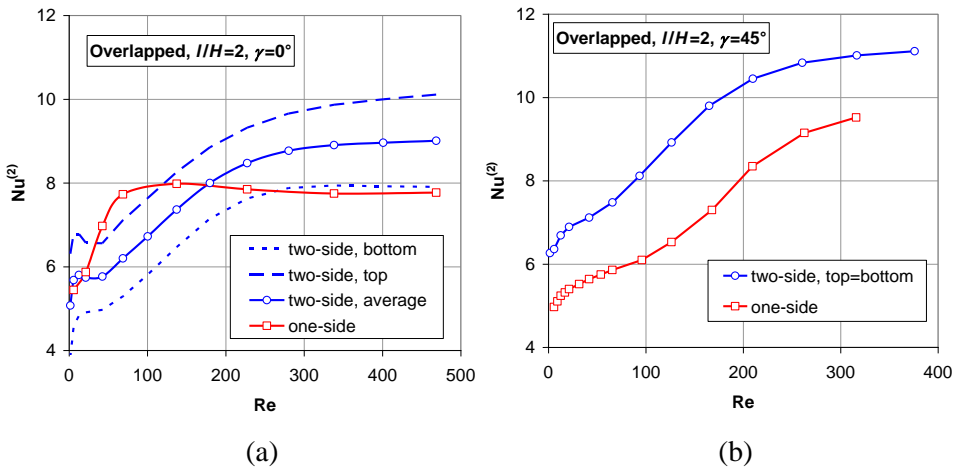 Overlapped, l/H=2, γ=0°
12
10
8
6
4
Nu(2)
two-side, bottom
two-side, top
two-side, average
one-side
0 100 200 300 400 500
Re
(a)
Overlapped, l/H=2, γ=45°
12
10
8
6
4
Nu(2)
two-side, top=bottom
one-side
0 100 200 300 400
Re
(b)